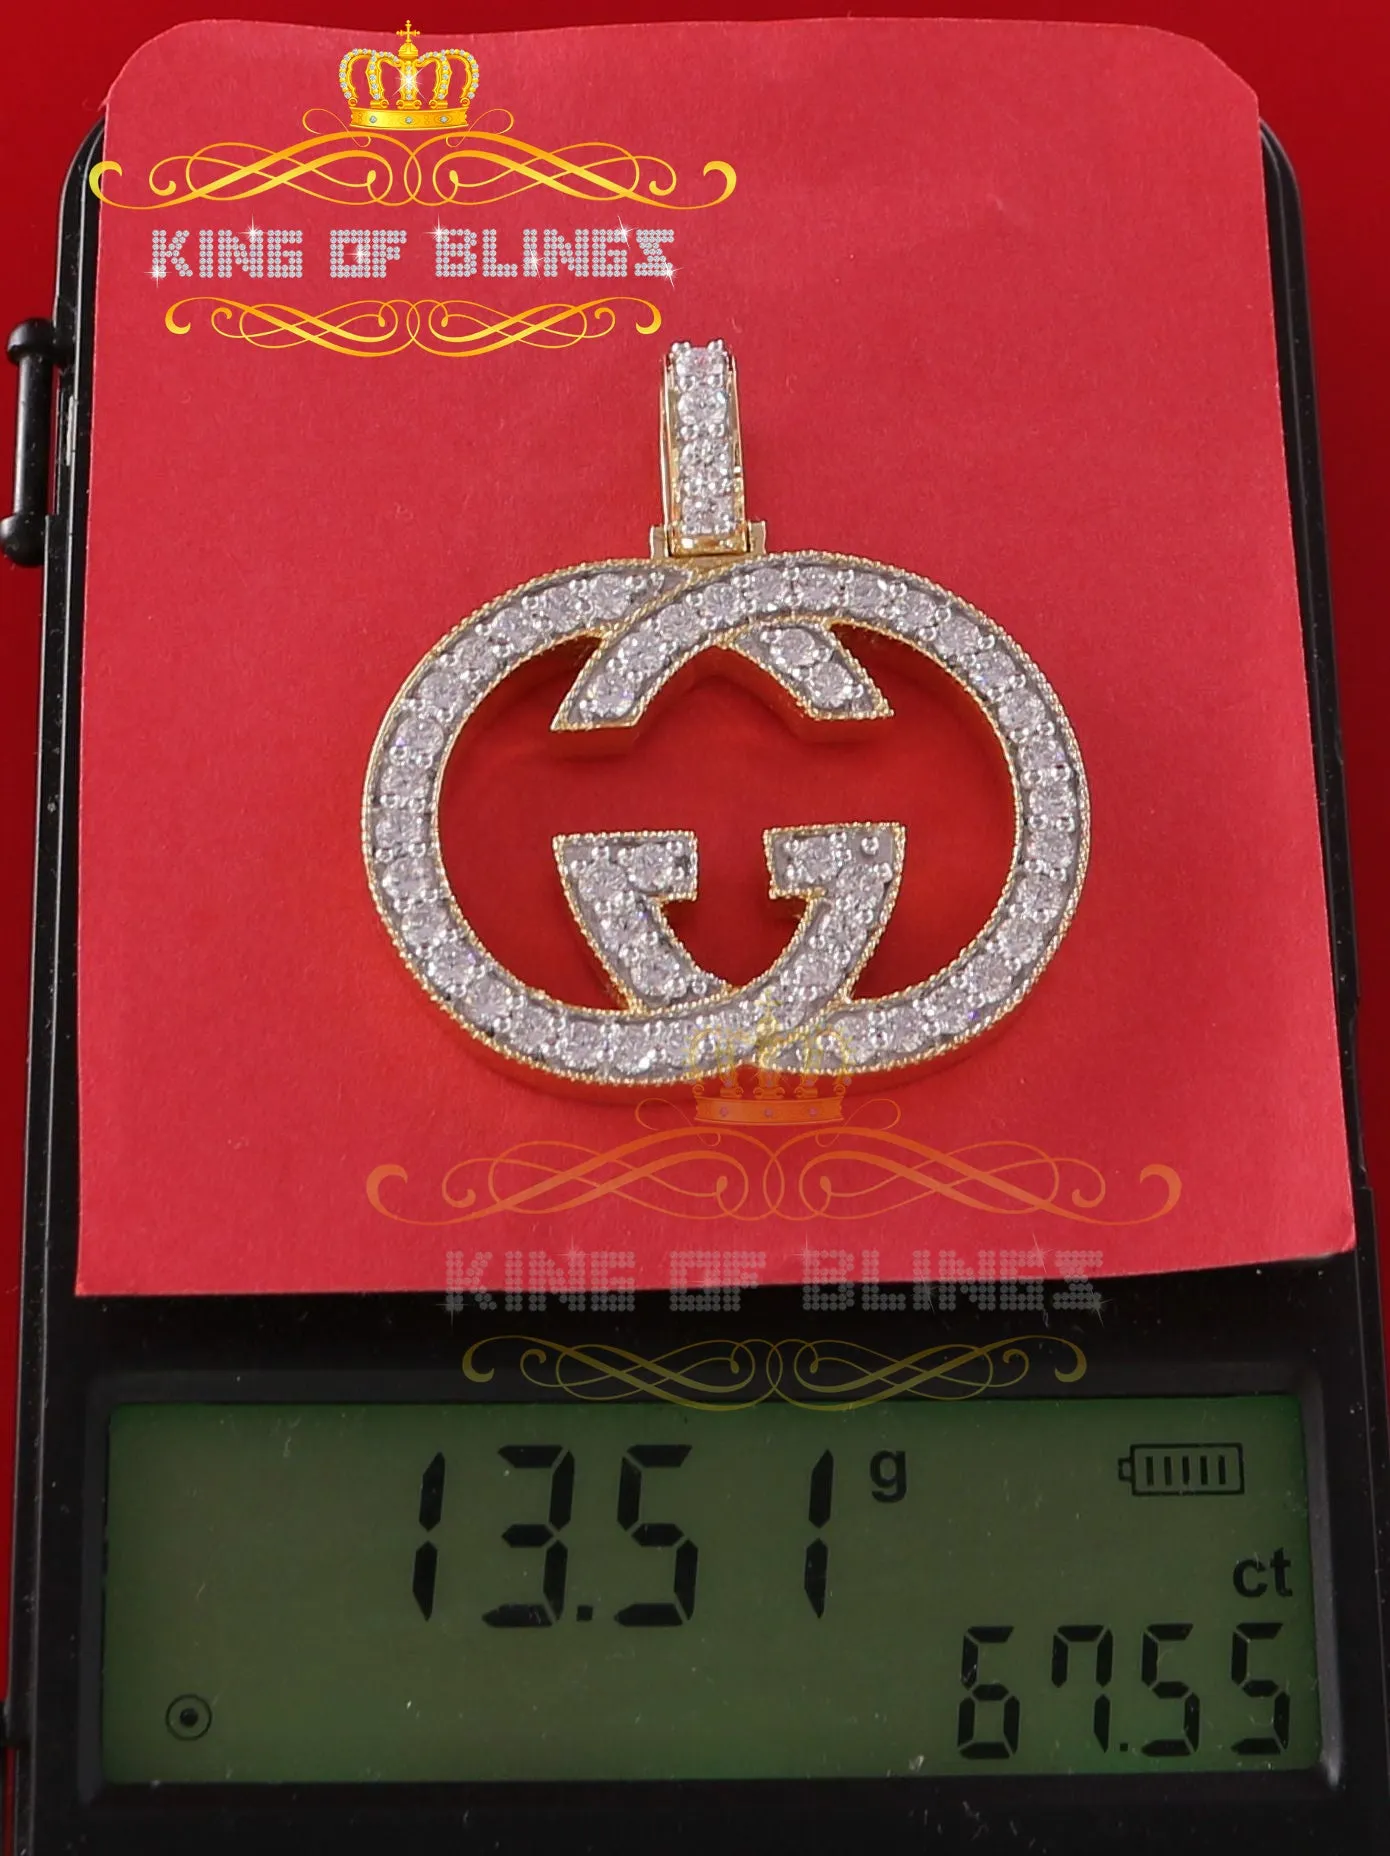 KING OF BLINGS
KING OF BLINGS
13.51 g
ct
67.55